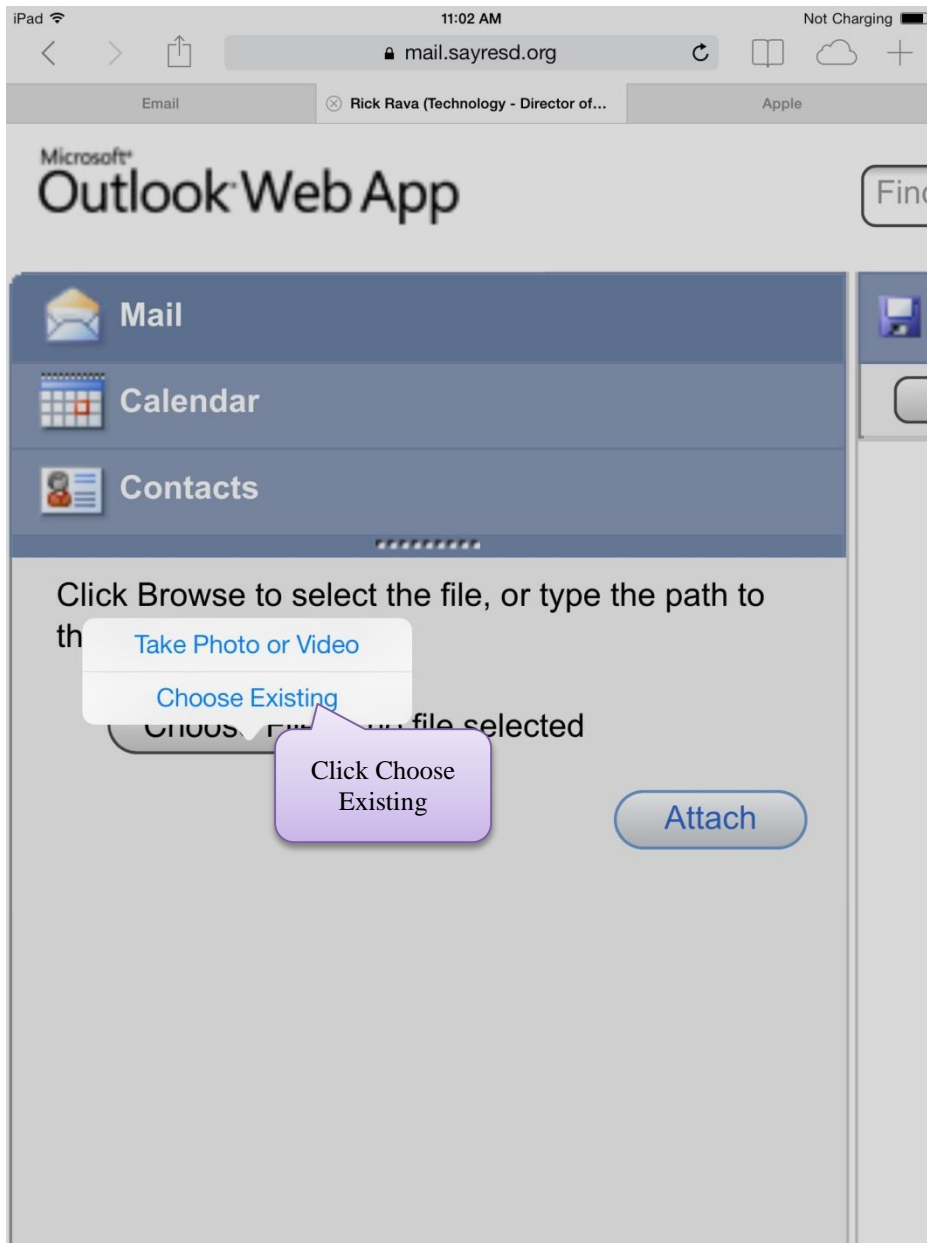 iPad 11:02 AM Not Charging
mail.sayresd.org
Email Rick Rava (Technology - Director of... Apple
Microsoft®
Outlook Web App
Find
Mail
Calendar
Contacts
Click Browse to select the file, or type the path to
th
Take Photo or Video
Choose Existing
file selected
Click Choose
Existing
Attach